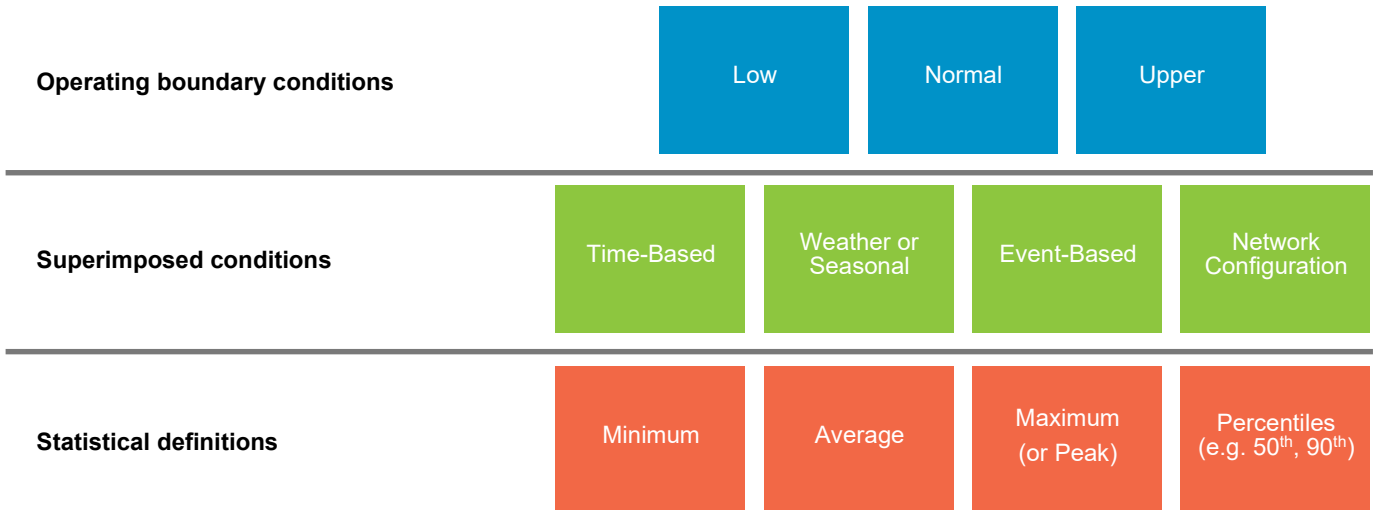 Operating boundary conditions
Low
Normal
Upper
Superimposed conditions
Time-Based
Weather or
Seasonal
Event-Based
Network
Configuration
Statistical definitions
Minimum
Average
Maximum
(or Peak)
Percentiles
(e.g. 50th, 90th)